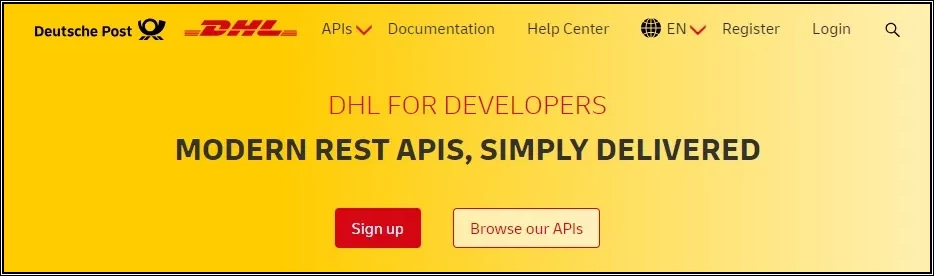 Deutsche Post DHL APIs Documentation Help Center EN Register Login
DHL FOR DEVELOPERS
MODERN REST APIS, SIMPLY DELIVERED
Sign up Browse our APIs